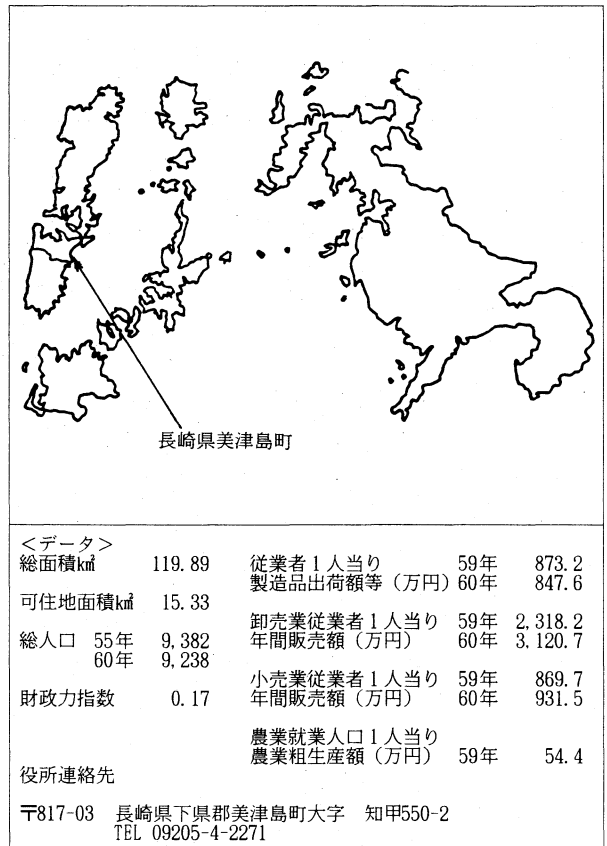 長崎県美津島町
＜データ＞
総面積㎢ 119.89
可住地面積㎢ 15.33
総人口 55年 9,382
60年 9,238
財政力指数 0.17
従業者1人当り 59年 873.2
製造品出荷額等（万円）60年 847.6
卸売業従業者1人当り 59年 2,318.2
年間販売額（万円） 60年 3,120.7
小売業従業者1人当り 59年 869.7
年間販売額（万円） 60年 931.5
農業就業人口1人当り
農業粗生産額（万円） 59年 54.4
役所連絡先
〒817-03 長崎県下県郡美津島町大字 知甲550-2
TEL 09205-4-2271